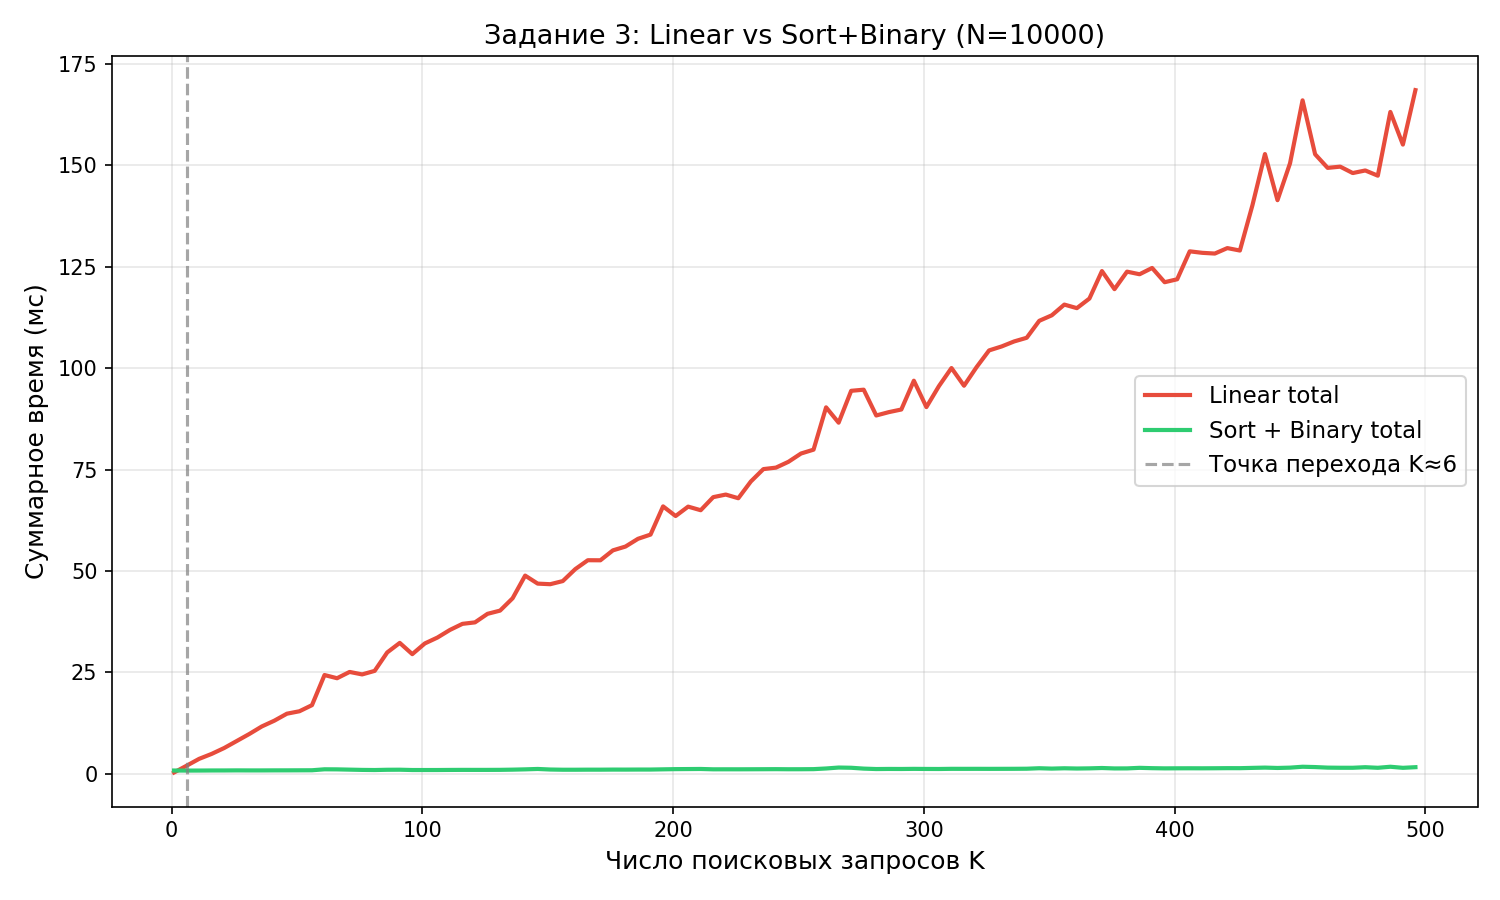 Задание 3: Linear vs Sort+Binary (N=10000)
Суммарное время (мс)
175
150
125
100
75
50
25
0
Linear total
Sort + Binary total
Точка перехода K≈6
0 100 200 300 400 500
Число поисковых запросов K